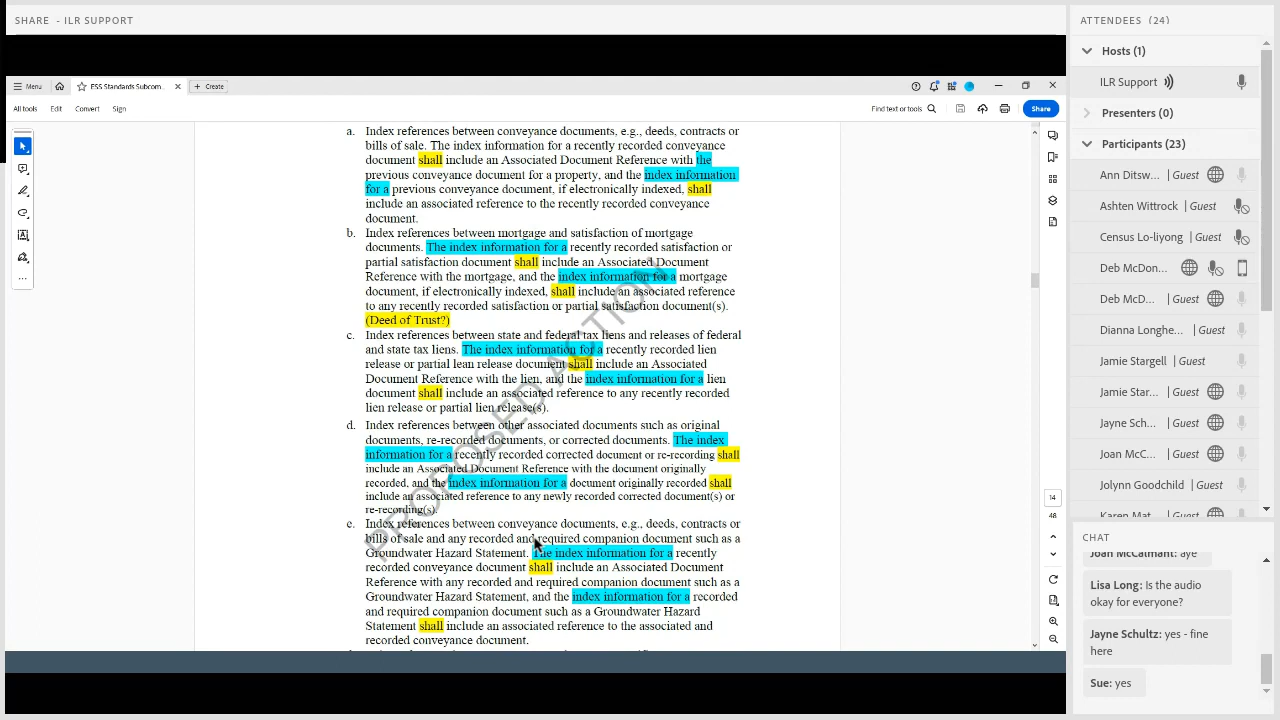 SHARE - ILR SUPPORT
Menu
ESS Standards Subcom...
Create
All tools
Edit
Convert
Sign
Find text or tools
Share
a. Index references between conveyance documents, e.g., deeds, contracts or
bills of sale. The index information for a recently recorded conveyance
document shall include an Associated Document Reference with the
previous conveyance document for a property, and the index information
for a previous conveyance document, if electronically indexed, shall
include an associated reference to the recently recorded conveyance
document.
b. Index references between mortgage and satisfaction of mortgage
documents. The index information for a recently recorded satisfaction or
partial satisfaction document shall include an Associated Document
Reference with the mortgage, and the index information for a mortgage
document, if electronically indexed, shall include an associated reference
to any recently recorded satisfaction or partial satisfaction document(s).
(Deed of Trust?)
c. Index references between state and federal tax liens and releases of federal
and state tax liens. The index information for a recently recorded lien
release or partial lean release document shall include an Associated
Document Reference with the lien, and the index information for a lien
document shall include an associated reference to any recently recorded
lien release or partial lien release(s).
d. Index references between other associated documents such as original
documents, re-recorded documents, or corrected documents. The index
information for a recently recorded corrected document or re-recording shall
include an Associated Document Reference with the document originally
recorded, and the index information for a document originally recorded shall
include an associated reference to any newly recorded corrected document(s) or
re-recording(s).
e. Index references between conveyance documents, e.g., deeds, contracts or
bills of sale and any recorded and required companion document such as a
Groundwater Hazard Statement. The index information for a recently
recorded conveyance document shall include an Associated Document
Reference with any recorded and required companion document such as a
Groundwater Hazard Statement, and the index information for a recorded
and required companion document such as a Groundwater Hazard
Statement shall include an associated reference to the associated and
recorded conveyance document.
PROPOSED ACTION
14
48
ATTENDEES (24)
Hosts (1)
ILR Support
Presenters (0)
Participants (23)
Ann Ditsw... | Guest
Ashten Wittrock | Guest
Census Lo-liyong | Guest
Deb McDon...
Deb McD... | Guest
Dianna Longhe... | Guest
Jamie Stargell | Guest
Jamie Star... | Guest
Jayne Sch... | Guest
Joan McC... | Guest
Jolynn Goodchild | Guest
Karen Mat... | Guest
CHAT
Joan McCalmant: aye
Lisa Long: Is the audio
okay for everyone?
Jayne Schultz: yes - fine
here
Sue: yes